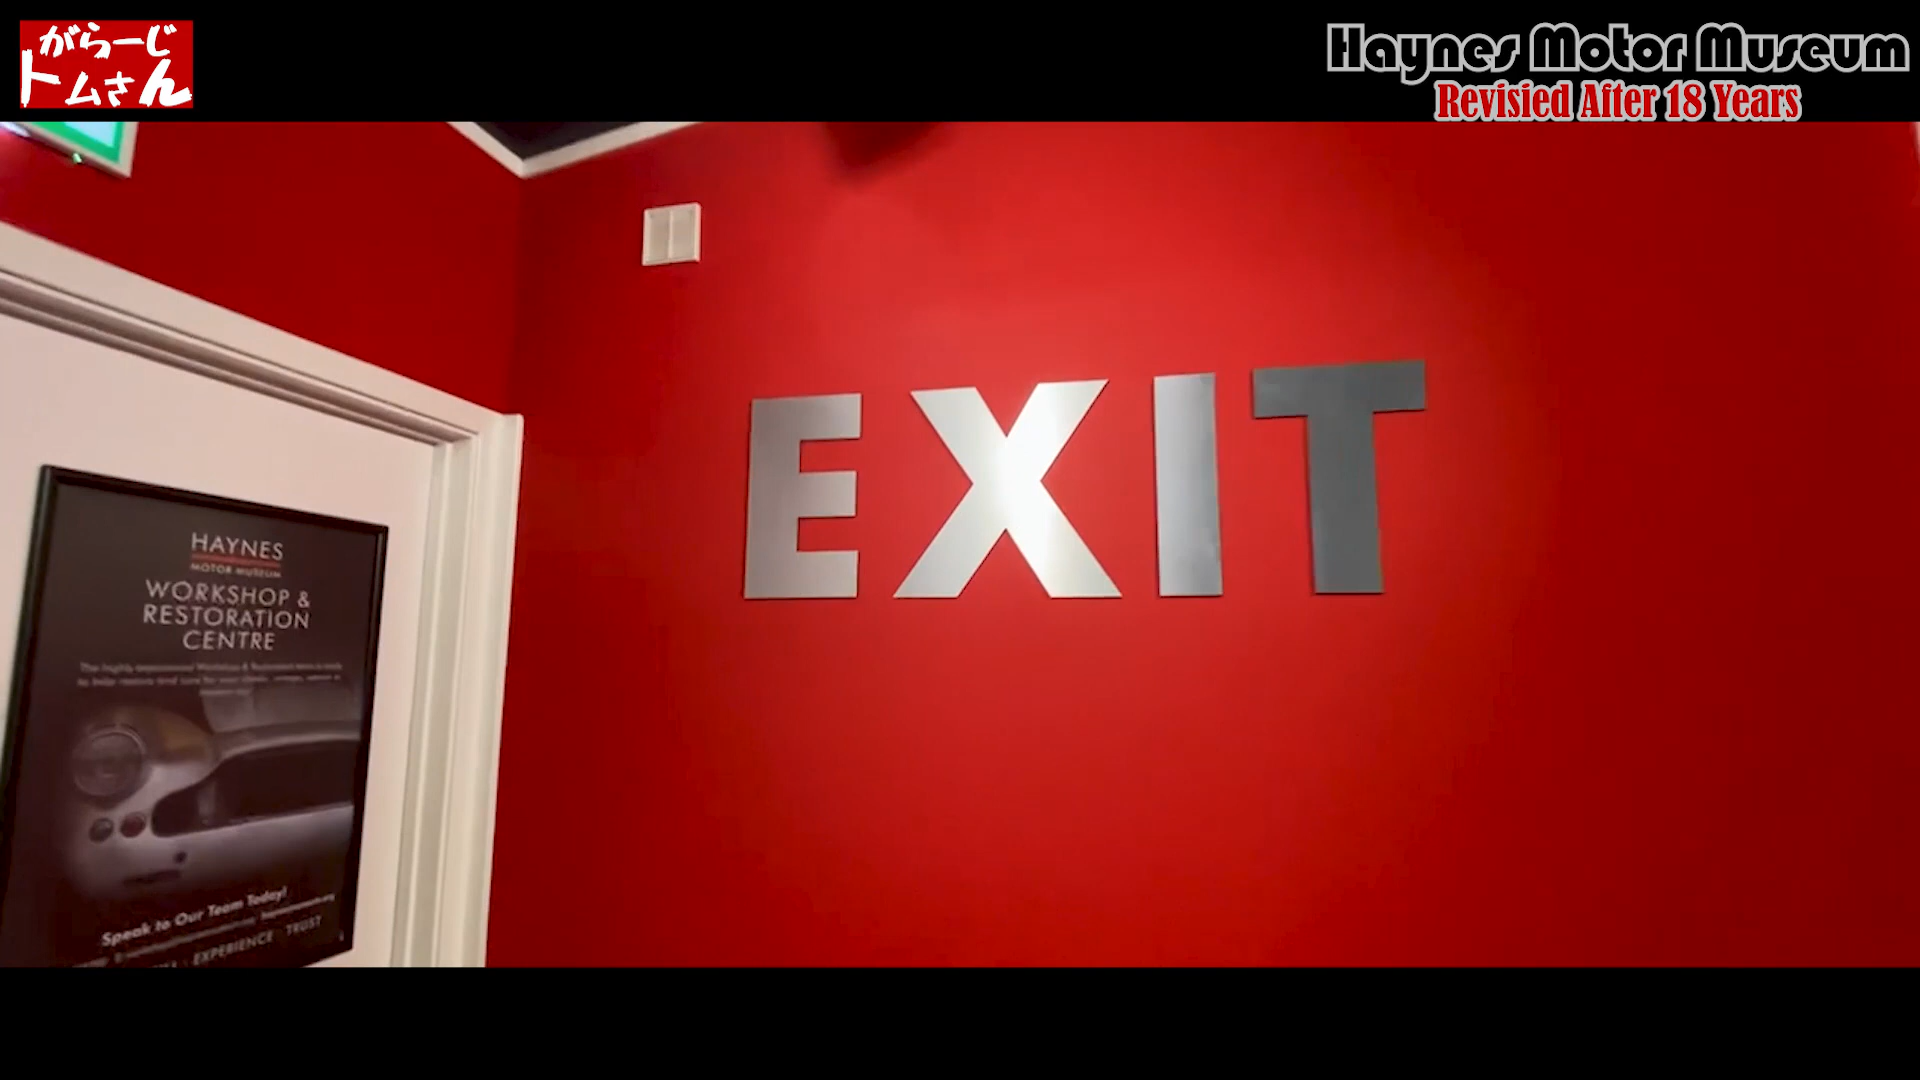 がらーじ
トムさん
Haynes Motor Museum
Revisied After 18 Years
EXIT
HAYNES
MOTOR MUSEUM
WORKSHOP &
RESTORATION
CENTRE
Speak to Our Team Today!
EXPERIENCE · TRUST